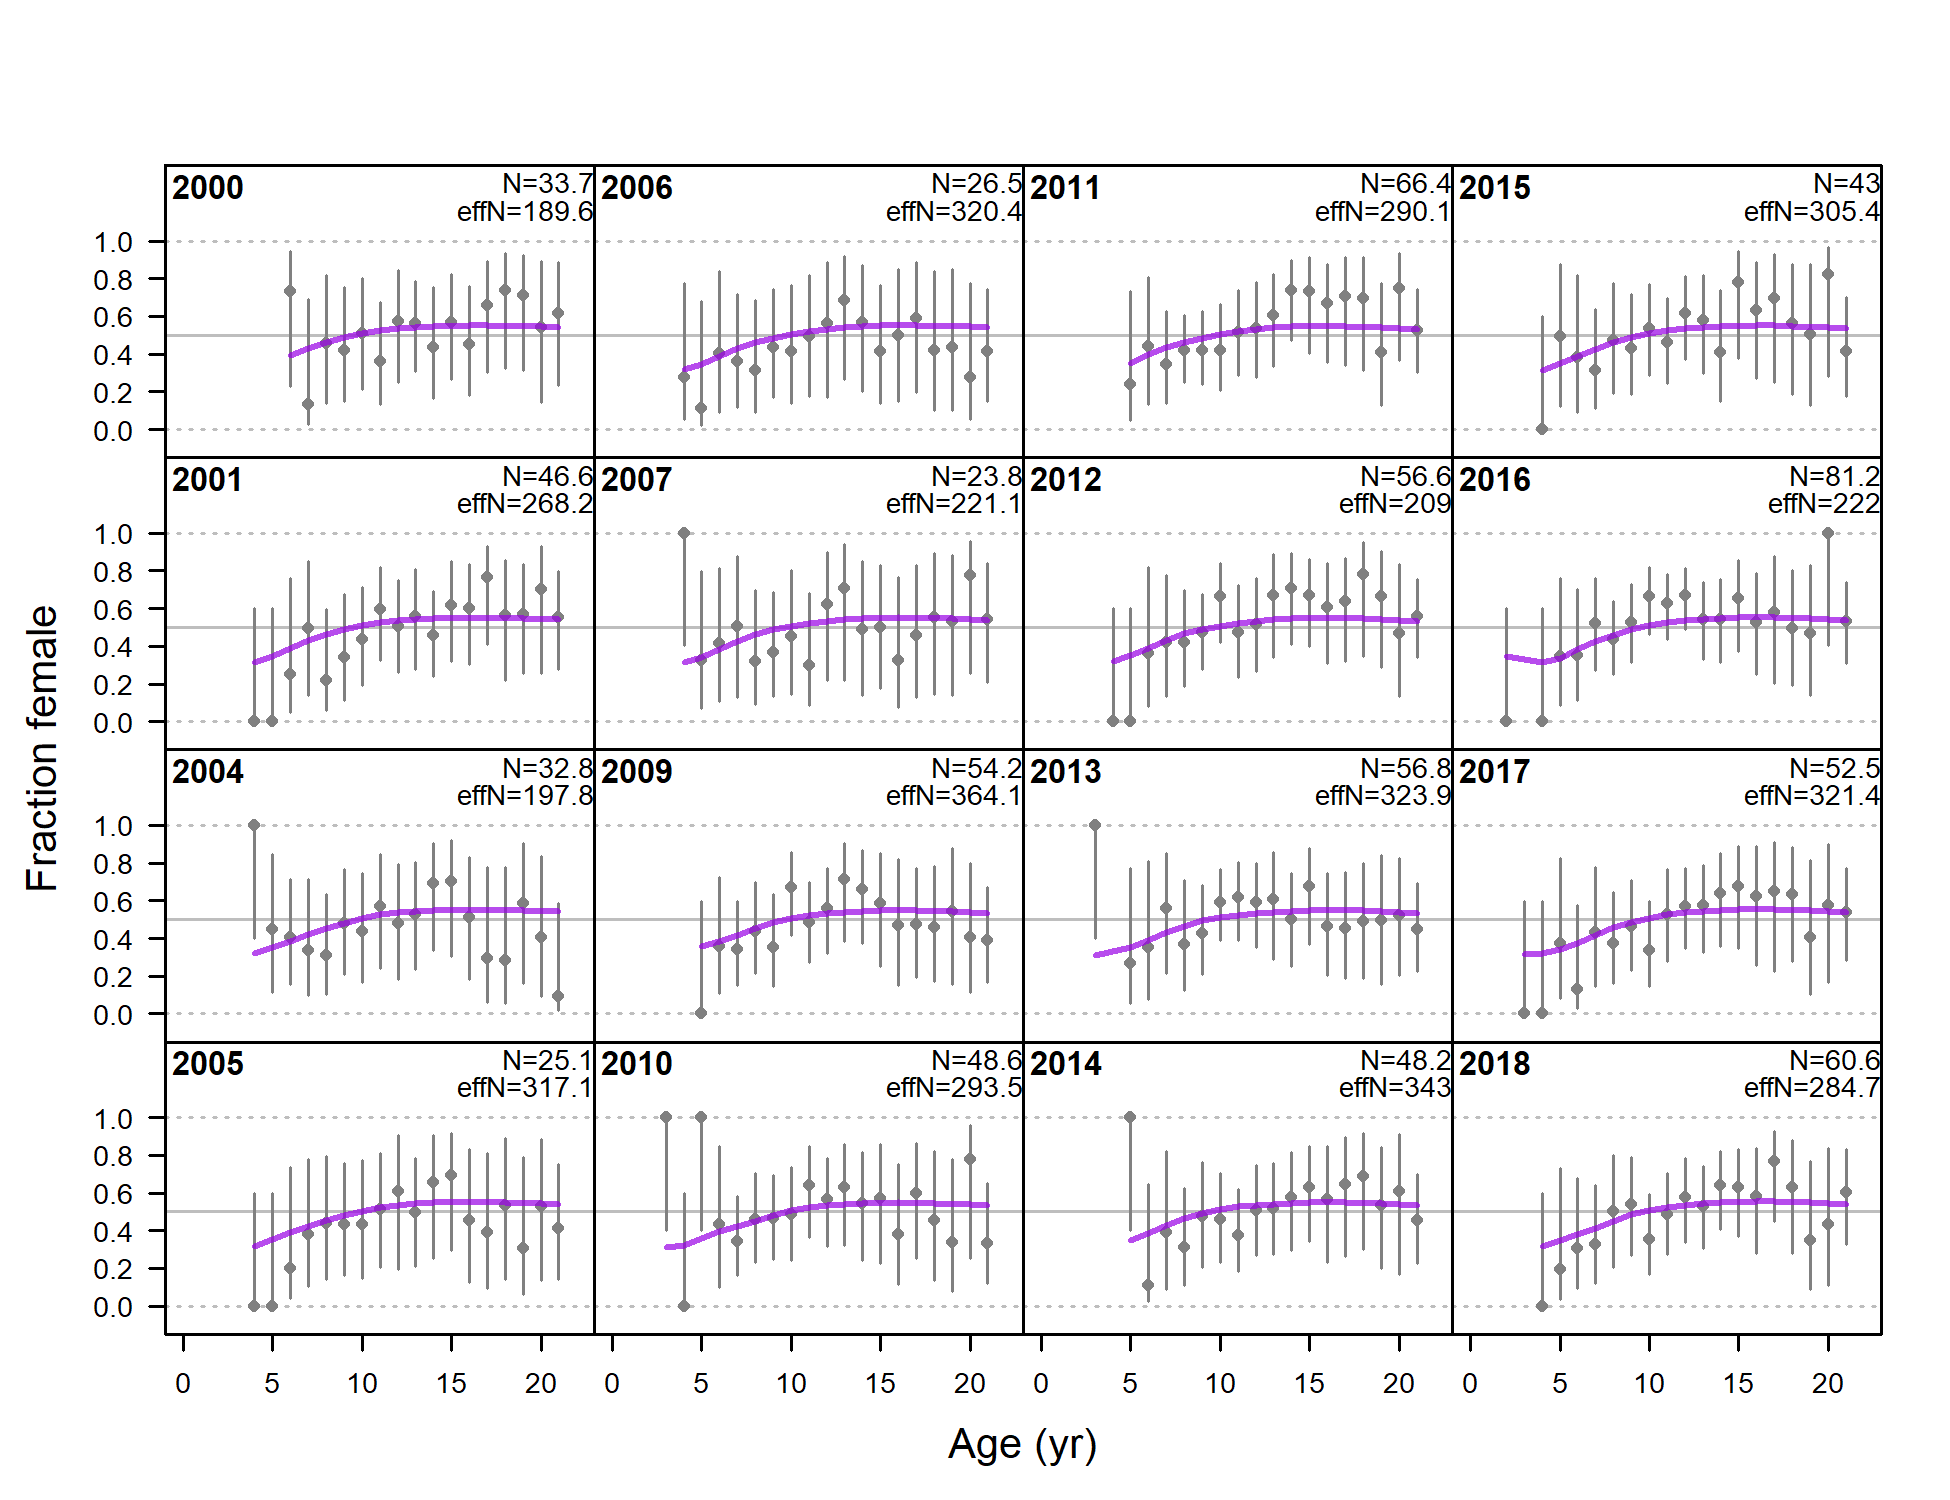 2000
N=33.7
effN=189.6
2006
N=26.5
effN=320.4
2011
N=66.4
effN=290.1
2015
N=43
effN=305.4
1.0
0.8
0.6
0.4
0.2
0.0
2001
N=46.6
effN=268.2
2007
N=23.8
effN=221.1
2012
N=56.6
effN=209
2016
N=81.2
effN=222
1.0
0.8
0.6
0.4
0.2
0.0
2004
N=32.8
effN=197.8
2009
N=54.2
effN=364.1
2013
N=56.8
effN=323.9
2017
N=52.5
effN=321.4
1.0
0.8
0.6
0.4
0.2
0.0
2005
N=25.1
effN=317.1
2010
N=48.6
effN=293.5
2014
N=48.2
effN=343
2018
N=60.6
effN=284.7
1.0
0.8
0.6
0.4
0.2
0.0
0 5 10 15 20 0 5 10 15 20 0 5 10 15 20 0 5 10 15 20
Age (yr)
Fraction female